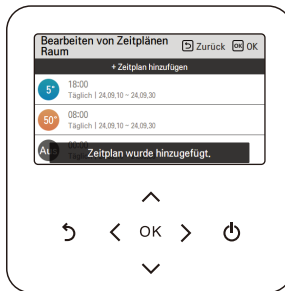 Bearbeiten von Zeitplänen
Raum
Zurück
OK OK
+ Zeitplan hinzufügen
5°
18:00
Täglich | 24,09,10 ~ 24,09,30
50°
08:00
Täglich | 24,09,10 ~ 24,09,30
Zeitplan wurde hinzugefügt.
OK